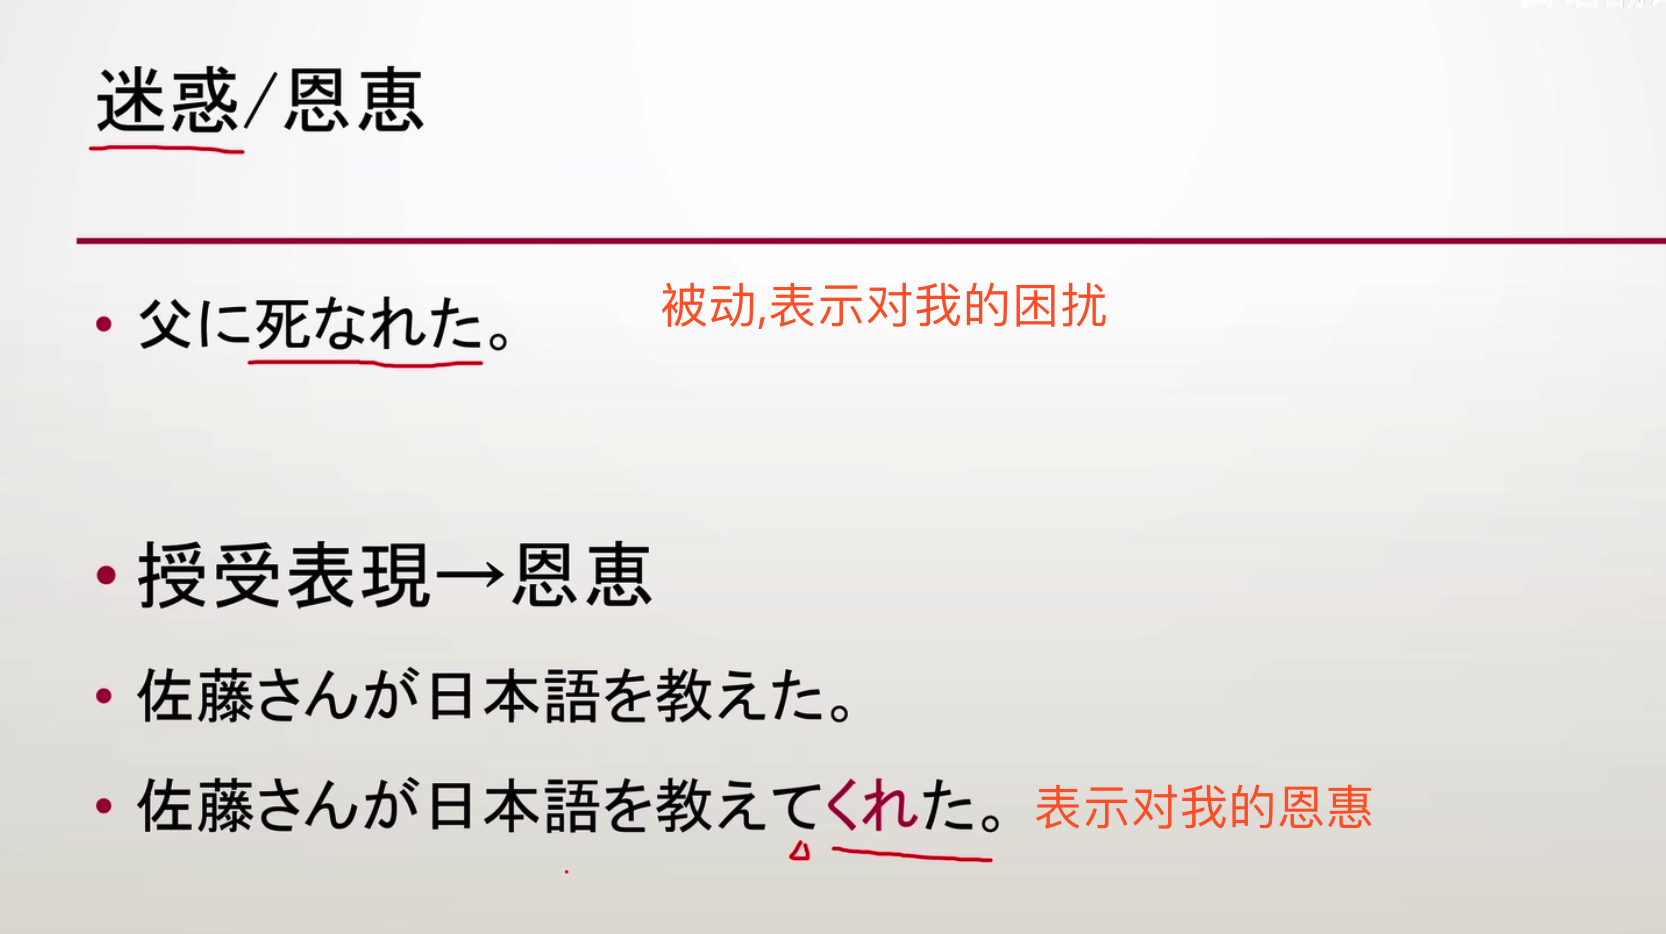 迷惑/恩恵
• 父に死なれた。 被动,表示对我的困扰
• 授受表現→恩恵
• 佐藤さんが日本語を教えた。
• 佐藤さんが日本語を教えてくれた。 表示对我的恩惠